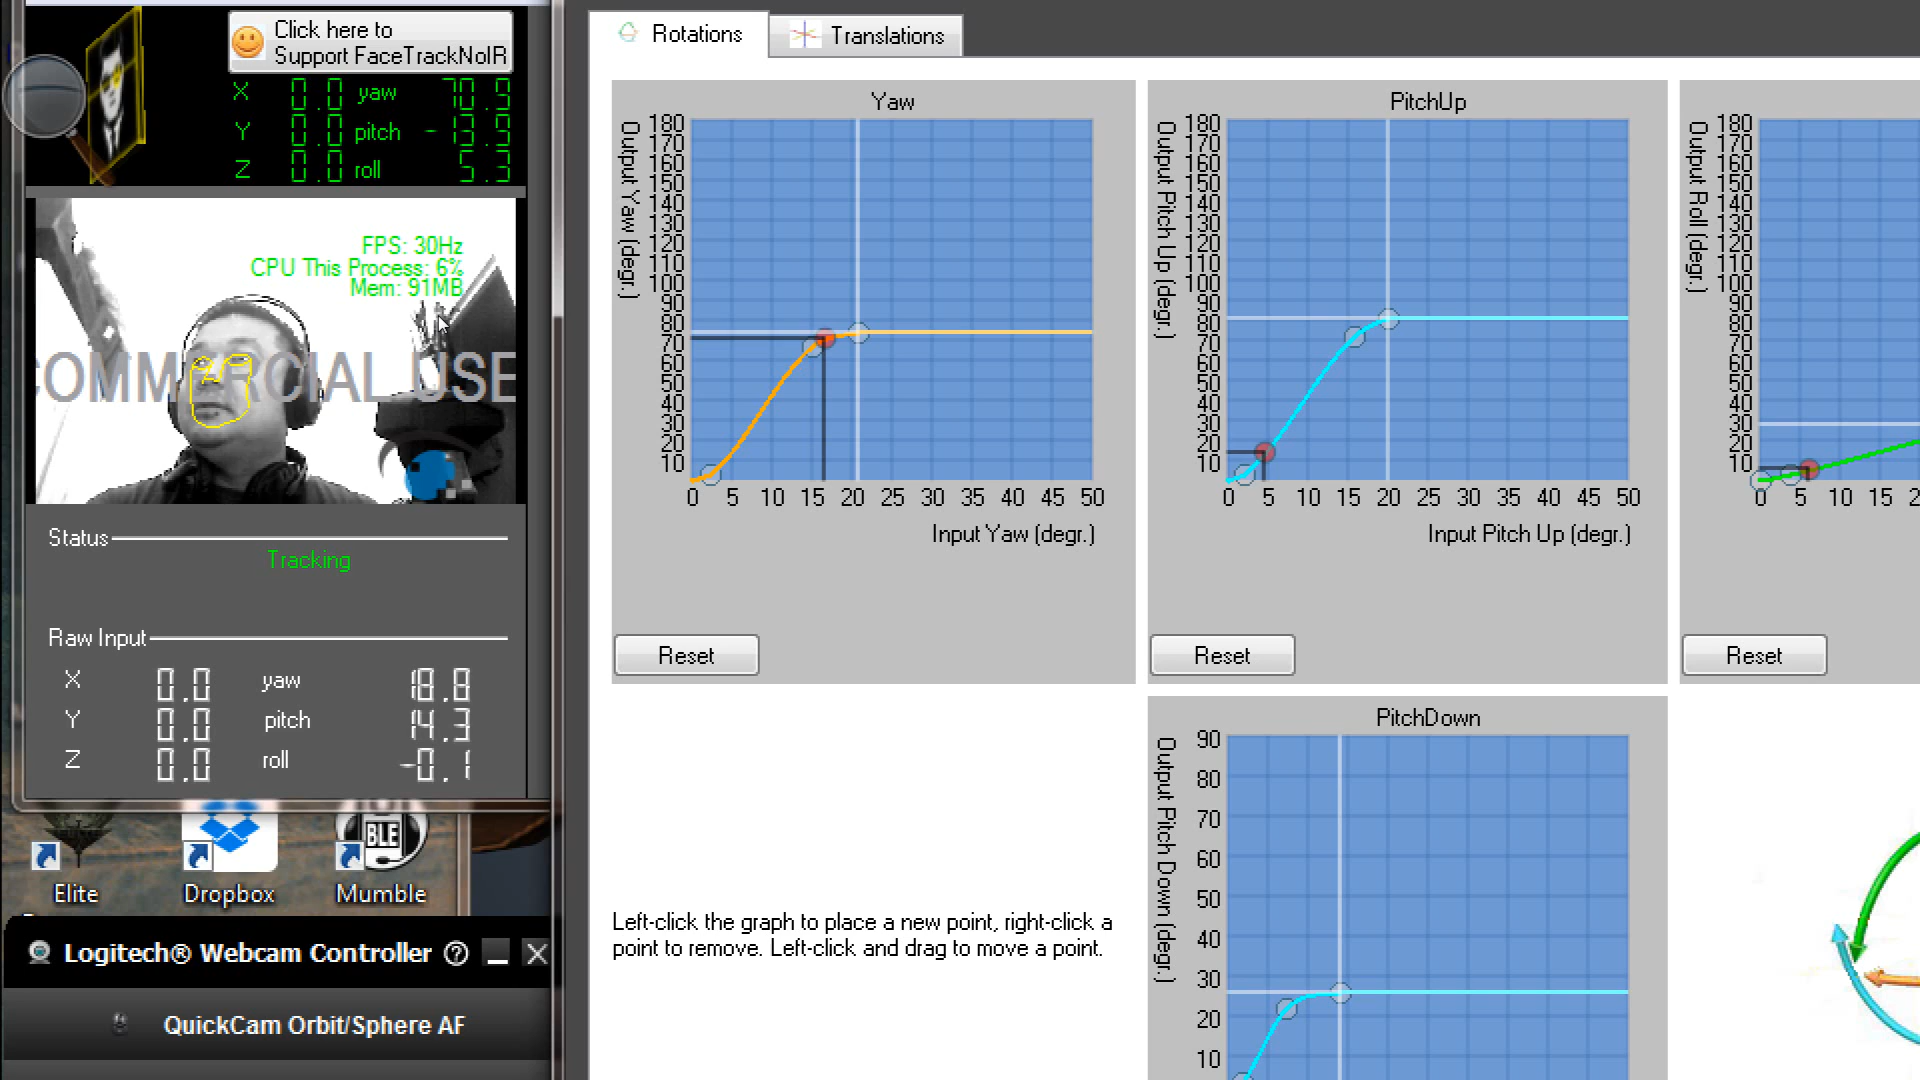 Click here to
Support FaceTrackNoIR
X 0.0 yaw 70.9
Y 0.0 pitch -13.9
Z 0.0 roll 5.3
FPS: 30Hz
CPU This Process: 6%
Mem: 91MB
COMMERCIAL USE
Status
Tracking
Raw Input
X 0.0 yaw 18.8
Y 0.0 pitch 14.3
Z 0.0 roll -0.1
Elite
Dropbox
BLE
Mumble
Logitech® Webcam Controller
QuickCam Orbit/Sphere AF
Rotations
Translations
Yaw
Output Yaw (degr.)
180
170
160
150
140
130
120
110
100
90
80
70
60
50
40
30
20
10
0 5 10 15 20 25 30 35 40 45 50
Input Yaw (degr.)
Reset
PitchUp
Output Pitch Up (degr.)
180
170
160
150
140
130
120
110
100
90
80
70
60
50
40
30
20
10
0 5 10 15 20 25 30 35 40 45 50
Input Pitch Up (degr.)
Reset
Output Roll (degr.)
180
170
160
150
140
130
120
110
100
90
80
70
60
50
40
30
20
10
0 5 10 15 2
Reset
Left-click the graph to place a new point, right-click a
point to remove. Left-click and drag to move a point.
PitchDown
Output Pitch Down (degr.)
90
80
70
60
50
40
30
20
10